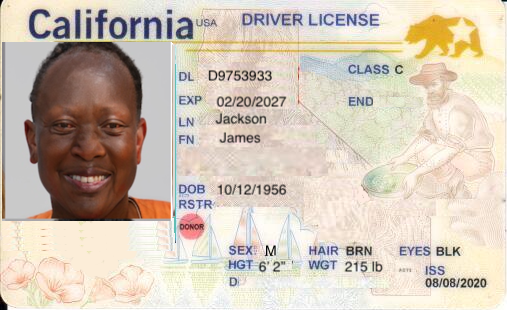 California USA DRIVER LICENSE
DL D9753933 CLASS C
EXP 02/20/2027 END
LN Jackson
FN James
DOB 10/12/1956
RSTR
DONOR
SEX M HAIR BRN EYES BLK
HGT 6' 2" WGT 215 lb ISS
D 08/08/2020